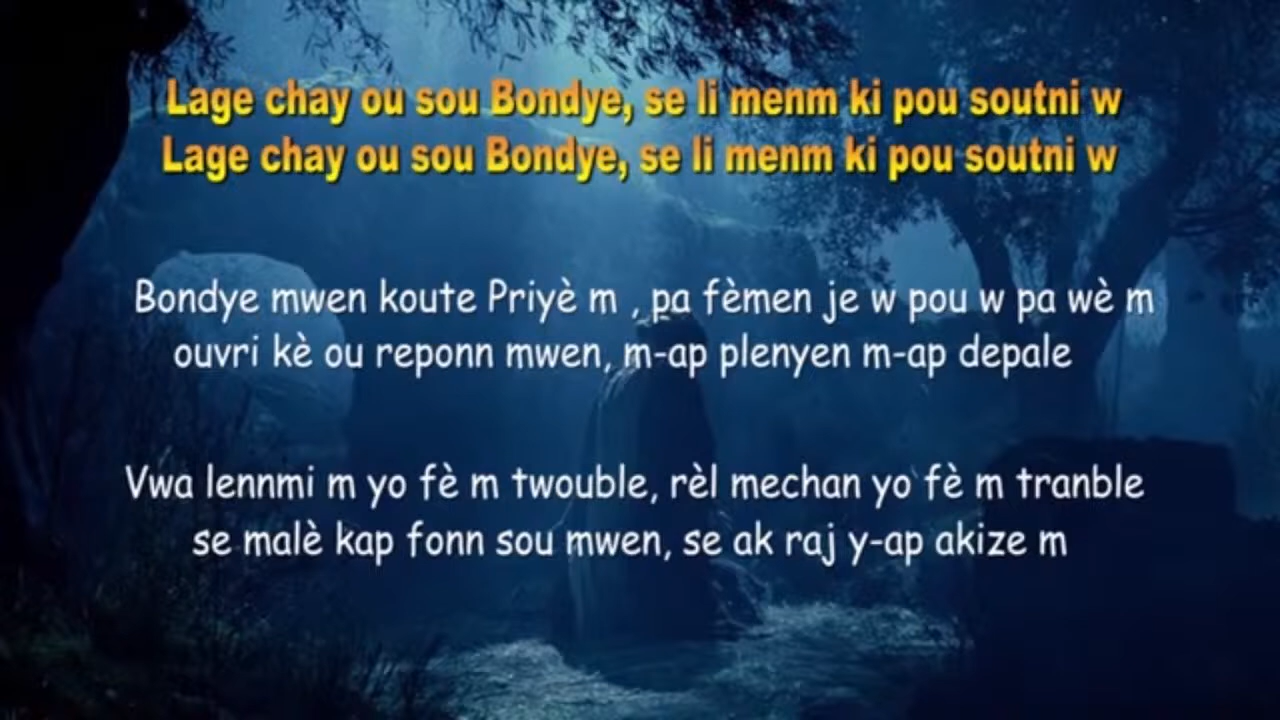 Lage chay ou sou Bondye, se li menm ki pou soutni w
Lage chay ou sou Bondye, se li menm ki pou soutni w
Bondye mwen koute Priyè m , pa fèmen je w pou w pa wè m
ouvri kè ou reponn mwen, m-ap plenyen m-ap depale
Vwa lennmi m yo fè m twouble, rèl mechan yo fè m tranble
se malè kap fonn sou mwen, se ak raj y-ap akize m